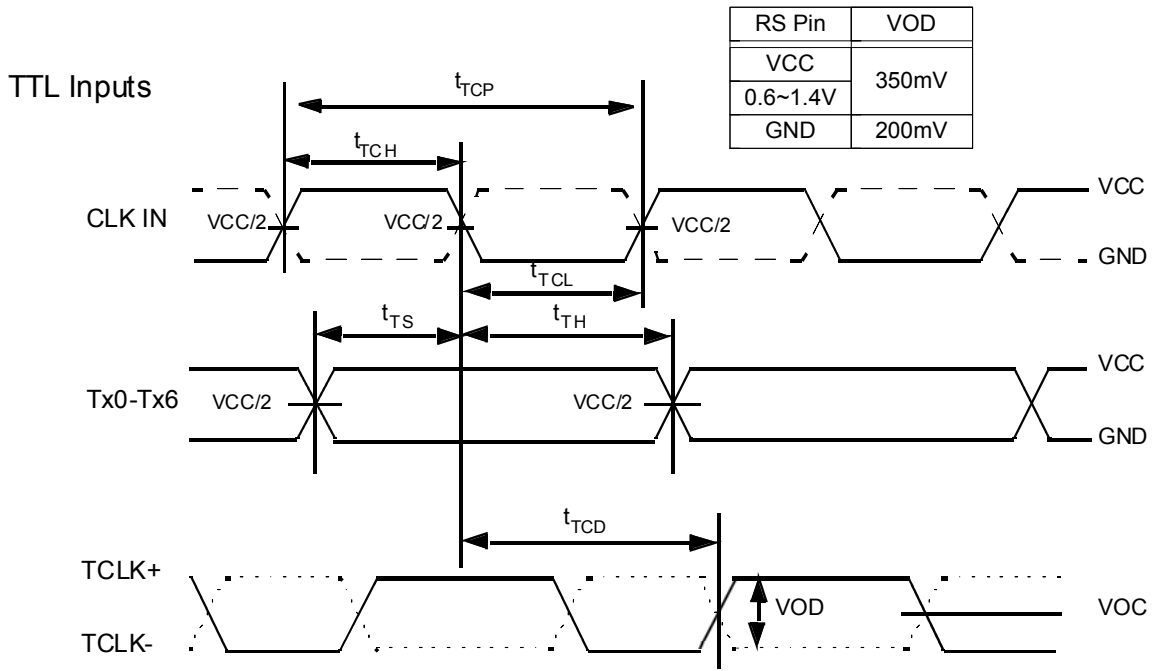 RS Pin VOD
VCC 350mV
0.6~1.4V
GND 200mV
TTL Inputs
tTCP
tTCH
CLK IN VCC/2 VCC/2 VCC/2 VCC
GND
tTCL
tTS tTH
Tx0-Tx6 VCC/2 VCC/2 VCC
GND
tTCD
TCLK+
VOD VOC
TCLK-